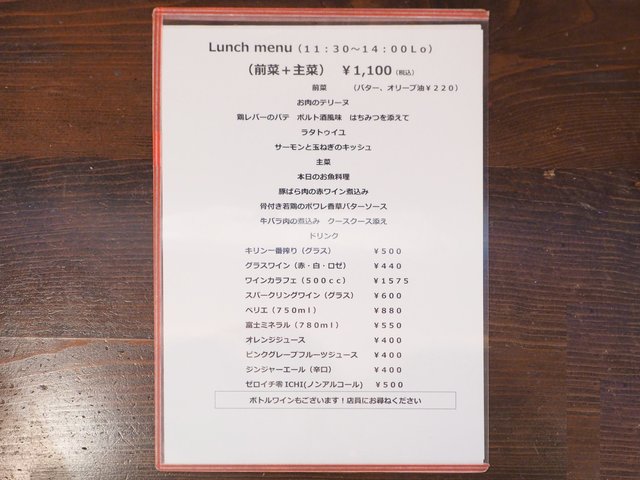 Lunch menu（１１：３０～１４：００Ｌｏ）
（前菜＋主菜）　￥１,１００（税込）
前菜　（バター、オリーブ油￥２２０）
お肉のテリーヌ
鶏レバーのパテ　ポルト酒風味　はちみつを添えて
ラタトゥイユ
サーモンと玉ねぎのキッシュ
主菜
本日のお魚料理
豚ばら肉の赤ワイン煮込み
骨付き若鶏のポワレ香草バターソース
牛バラ肉の煮込み　クースクース添え
ドリンク
キリン一番搾り（グラス）　￥５００
グラスワイン（赤・白・ロゼ）　￥４４０
ワインカラフェ（５００ｃｃ）　￥１５７５
スパークリングワイン（グラス）　￥６００
ペリエ（７５０ｍｌ）　￥８８０
富士ミネラル（７８０ｍｌ）　￥５５０
オレンジジュース　￥４００
ピンクグレープフルーツジュース　￥４００
ジンジャーエール（辛口）　￥４００
ゼロイチ零ICHI(ノンアルコール)　￥５００
ボトルワインもございます！店員にお尋ねください